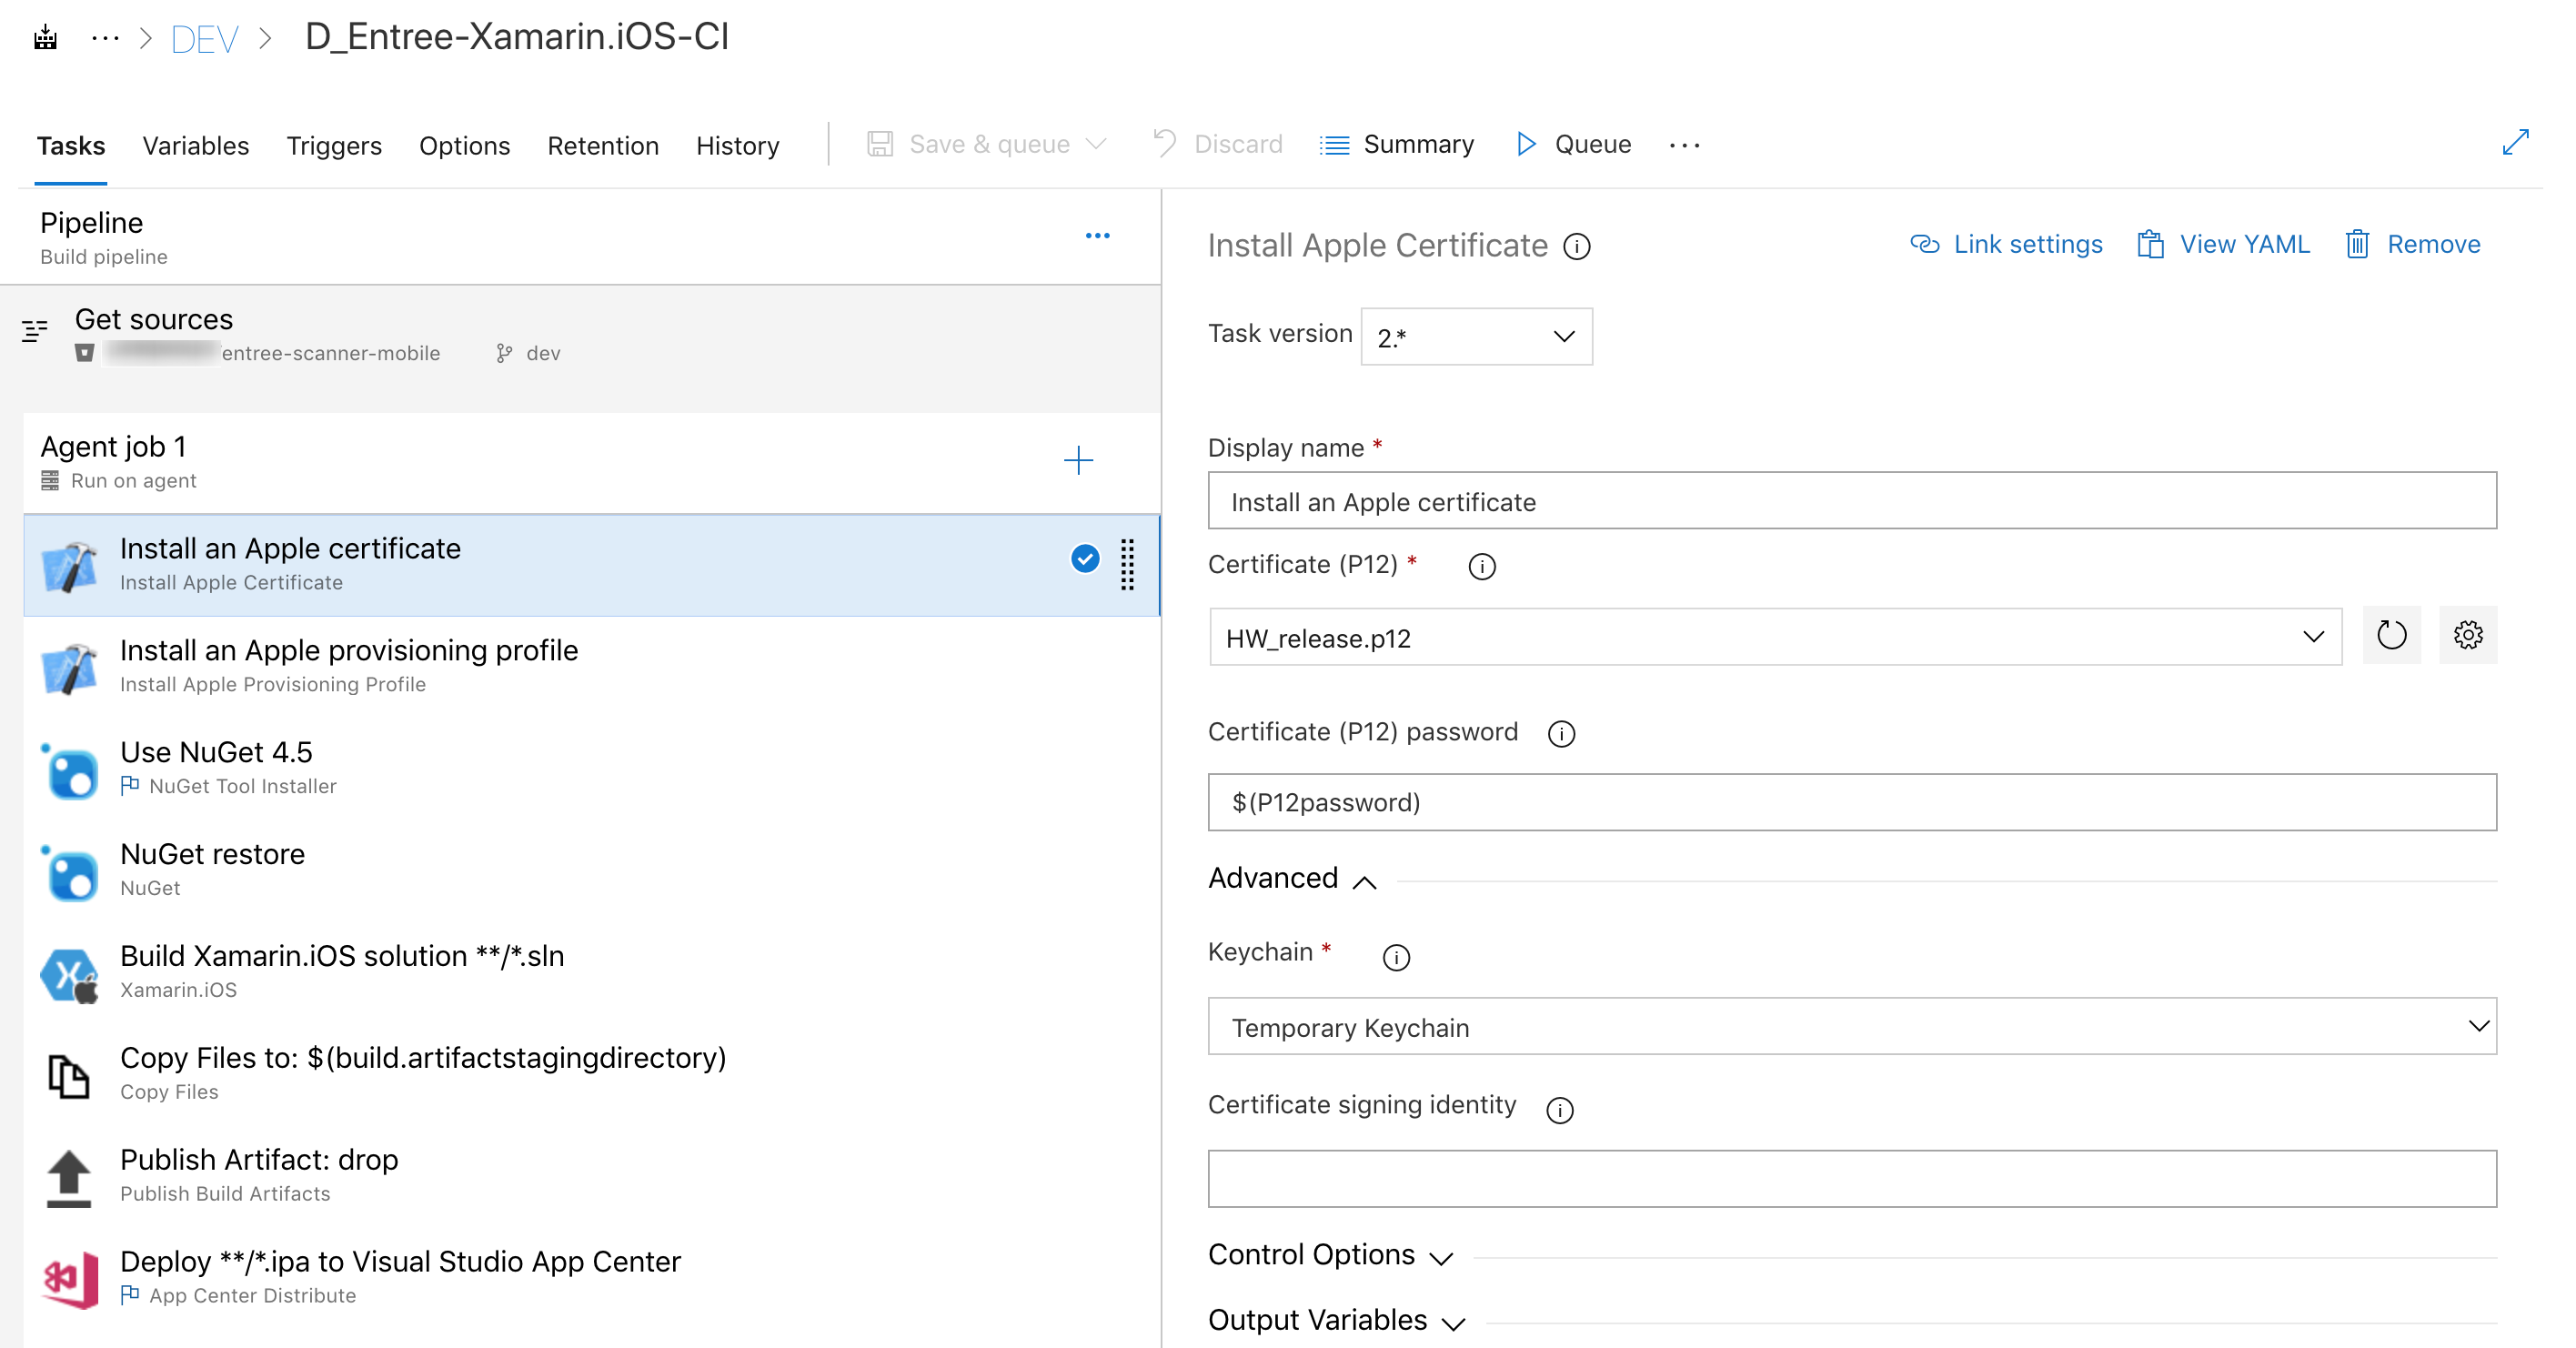 ··· > DEV > D_Entree-Xamarin.iOS-CI
Tasks Variables Triggers Options Retention History Save & queue Discard Summary Queue ···
Pipeline
Build pipeline
Get sources
entree-scanner-mobile dev
Agent job 1
Run on agent
Install an Apple certificate
Install Apple Certificate
Install an Apple provisioning profile
Install Apple Provisioning Profile
Use NuGet 4.5
NuGet Tool Installer
NuGet restore
NuGet
Build Xamarin.iOS solution **/*.sln
Xamarin.iOS
Copy Files to: $(build.artifactstagingdirectory)
Copy Files
Publish Artifact: drop
Publish Build Artifacts
Deploy **/*.ipa to Visual Studio App Center
App Center Distribute
Install Apple Certificate
Link settings View YAML Remove
Task version 2.*
Display name *
Install an Apple certificate
Certificate (P12) *
HW_release.p12
Certificate (P12) password
$(P12password)
Advanced
Keychain *
Temporary Keychain
Certificate signing identity
Control Options
Output Variables